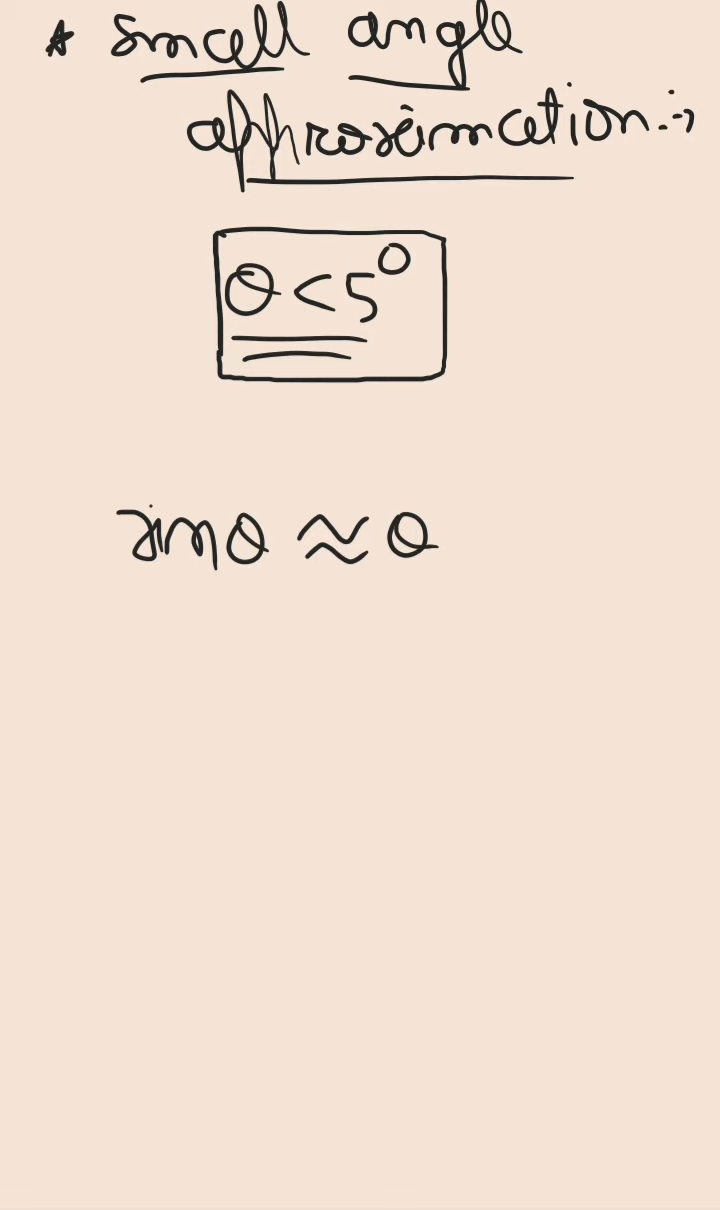 * small angle
approximation :→
θ < 5°
sinθ ≈ θ